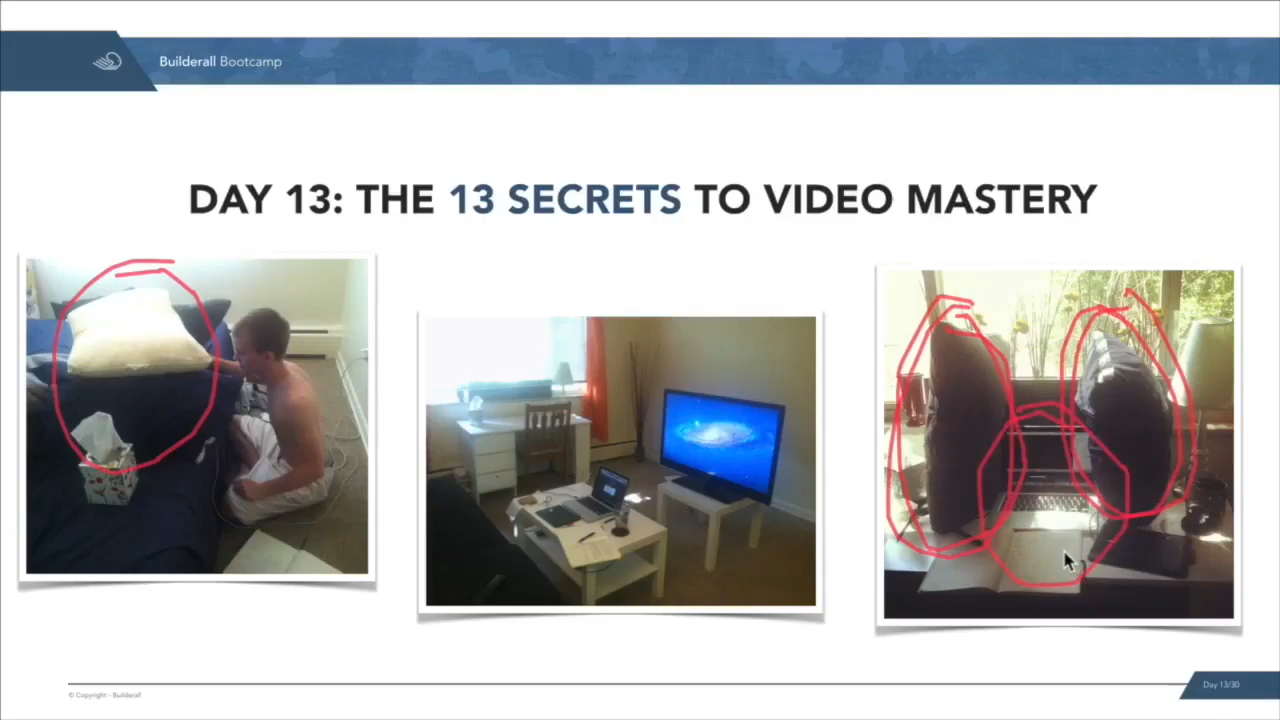 Builderall Bootcamp
DAY 13: THE 13 SECRETS TO VIDEO MASTERY
© Copyright - Builderall
Day 13/30